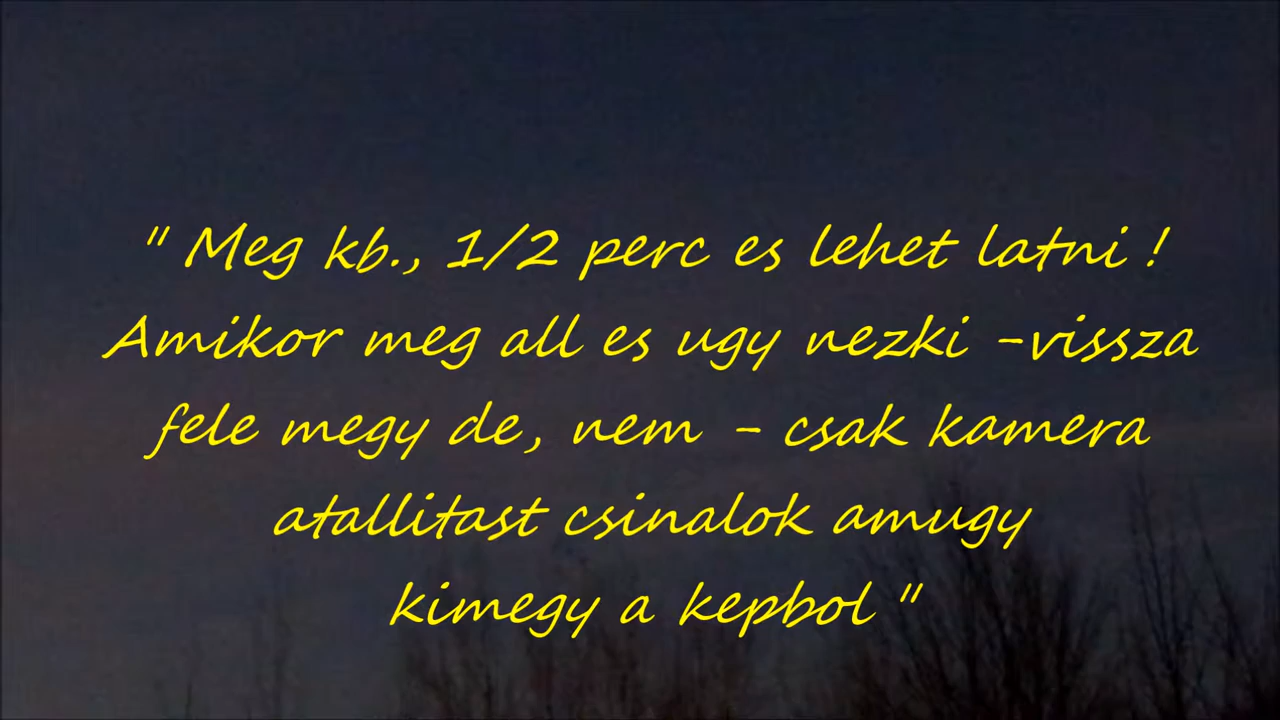 " Meg kb., 1/2 perc es lehet latni !
Amikor meg all es ugy nezki -vissza
fele megy de, nem - csak kamera
atallitast csinalok amugy
kimegy a kepbol "